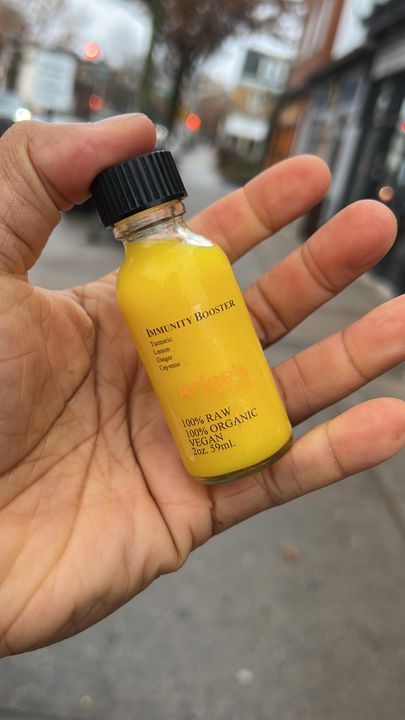 IMMUNITY BOOSTER
Turmeric
Lemon
Ginger
Cayenne
100% RAW
100% ORGANIC
VEGAN
2oz. 59ml.